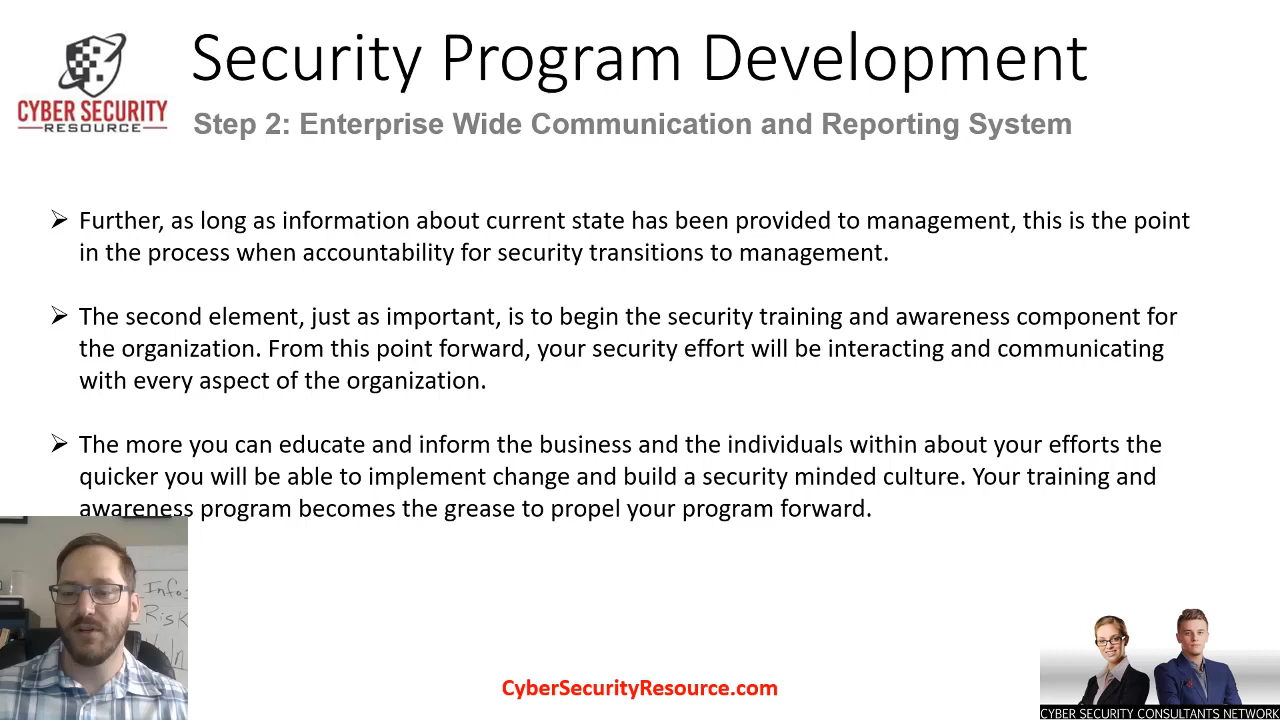 CYBER SECURITY
RESOURCE
Security Program Development
Step 2: Enterprise Wide Communication and Reporting System
Further, as long as information about current state has been provided to management, this is the point
in the process when accountability for security transitions to management.
The second element, just as important, is to begin the security training and awareness component for
the organization. From this point forward, your security effort will be interacting and communicating
with every aspect of the organization.
The more you can educate and inform the business and the individuals within about your efforts the
quicker you will be able to implement change and build a security minded culture. Your training and
awareness program becomes the grease to propel your program forward.
Info
Risk
CyberSecurityResource.com
CYBER SECURITY CONSULTANTS NETWORK